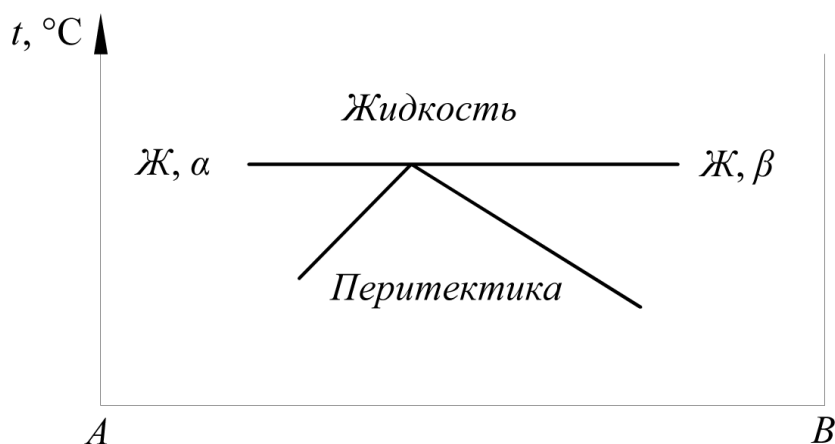 t, °C
Жидкость
Ж, α
Ж, β
Перитектика
A
B